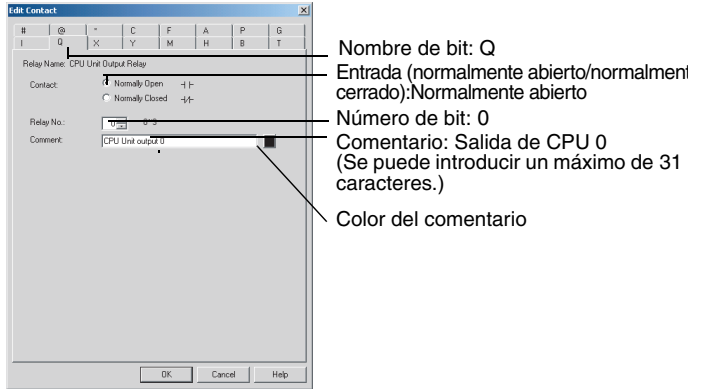 Edit Contact
# @ " C F A P G
I Q X Y M H B T
Relay Name: CPU Unit Output Relay
Contact: Normally Open
Normally Closed
Relay No.: 0
Comment: CPU Unit output 0
OK Cancel Help
Nombre de bit: Q
Entrada (normalmente abierto/normalment
cerrado):Normalmente abierto
Número de bit: 0
Comentario: Salida de CPU 0
(Se puede introducir un máximo de 31
caracteres.)
Color del comentario